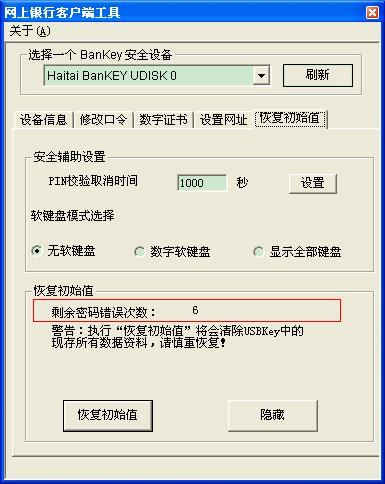 网上银行客户端工具
关于(A)
选择一个 BanKey 安全设备
Haitai BanKEY UDISK 0
刷新
设备信息 修改口令 数字证书 设置网址 恢复初始值
安全辅助设置
PIN校验取消时间 1000 秒 设置
软键盘模式选择
无软键盘 数字软键盘 显示全部键盘
恢复初始值
剩余密码错误次数： 6
警告：执行“恢复初始值”将会清除USBKey中的
现存所有数据资料，请慎重恢复！
恢复初始值 隐藏